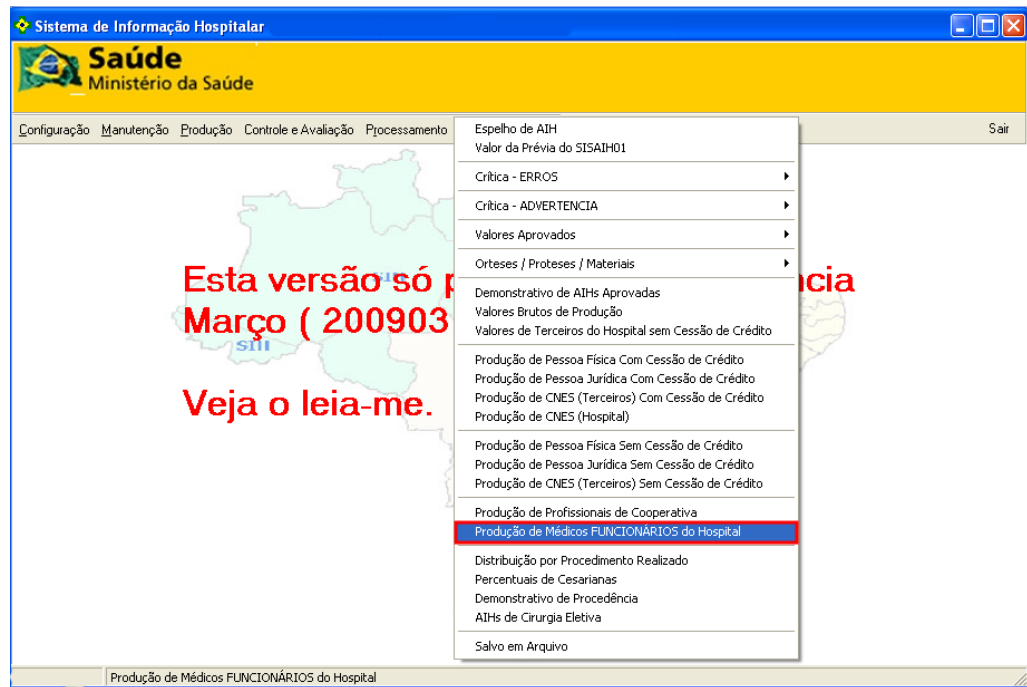 Sistema de Informação Hospitalar
Saúde
Ministério da Saúde
Configuração Manutenção Produção Controle e Avaliação Processamento Sair
Espelho de AIH
Valor da Prévia do SISAIH01
Crítica - ERROS
Crítica - ADVERTENCIA
Valores Aprovados
Orteses / Proteses / Materiais
Demonstrativo de AIHs Aprovadas
Valores Brutos de Produção
Valores de Terceiros do Hospital sem Cessão de Crédito
Produção de Pessoa Física Com Cessão de Crédito
Produção de Pessoa Jurídica Com Cessão de Crédito
Produção de CNES (Terceiros) Com Cessão de Crédito
Produção de CNES (Hospital)
Produção de Pessoa Física Sem Cessão de Crédito
Produção de Pessoa Jurídica Sem Cessão de Crédito
Produção de CNES (Terceiros) Sem Cessão de Crédito
Produção de Profissionais de Cooperativa
Produção de Médicos FUNCIONÁRIOS do Hospital
Distribuição por Procedimento Realizado
Percentuais de Cesarianas
Demonstrativo de Procedência
AIHs de Cirurgia Eletiva
Salvo em Arquivo
Esta versão só p ncia
Março ( 200903
Veja o leia-me.
Produção de Médicos FUNCIONÁRIOS do Hospital